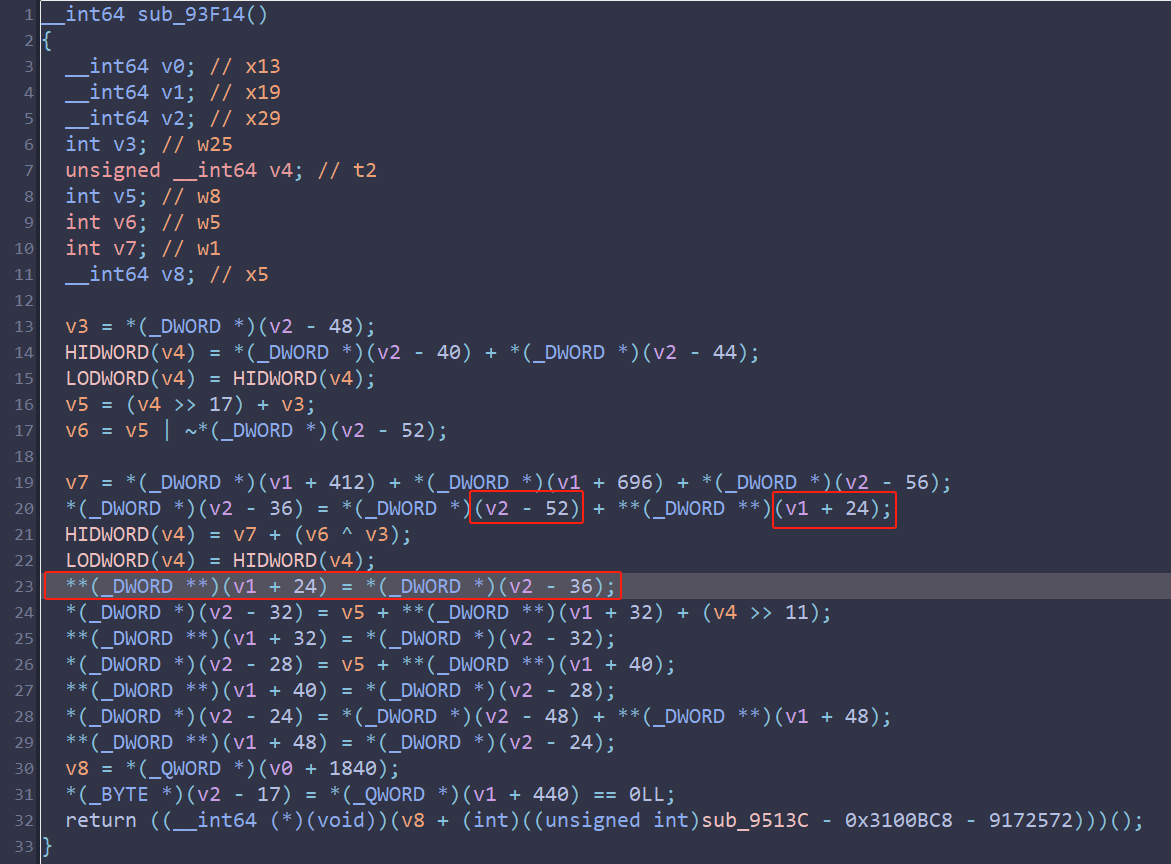 1 __int64 sub_93F14()
2 {
3 __int64 v0; // x13
4 __int64 v1; // x19
5 __int64 v2; // x29
6 int v3; // w25
7 unsigned __int64 v4; // t2
8 int v5; // w8
9 int v6; // w5
10 int v7; // w1
11 __int64 v8; // x5
12
13 v3 = *(_DWORD *)(v2 - 48);
14 HIDWORD(v4) = *(_DWORD *)(v2 - 40) + *(_DWORD *)(v2 - 44);
15 LODWORD(v4) = HIDWORD(v4);
16 v5 = (v4 >> 17) + v3;
17 v6 = v5 | ~*(_DWORD *)(v2 - 52);
18
19 v7 = *(_DWORD *)(v1 + 412) + *(_DWORD *)(v1 + 696) + *(_DWORD *)(v2 - 56);
20 *(_DWORD *)(v2 - 36) = *(_DWORD *)(v2 - 52) + **(_DWORD **)(v1 + 24);
21 HIDWORD(v4) = v7 + (v6 ^ v3);
22 LODWORD(v4) = HIDWORD(v4);
23 **(_DWORD **)(v1 + 24) = *(_DWORD *)(v2 - 36);
24 *(_DWORD *)(v2 - 32) = v5 + **(_DWORD **)(v1 + 32) + (v4 >> 11);
25 **(_DWORD **)(v1 + 32) = *(_DWORD *)(v2 - 32);
26 *(_DWORD *)(v2 - 28) = v5 + **(_DWORD **)(v1 + 40);
27 **(_DWORD **)(v1 + 40) = *(_DWORD *)(v2 - 28);
28 *(_DWORD *)(v2 - 24) = *(_DWORD *)(v2 - 48) + **(_DWORD **)(v1 + 48);
29 **(_DWORD **)(v1 + 48) = *(_DWORD *)(v2 - 24);
30 v8 = *(_QWORD *)(v0 + 1840);
31 *(_BYTE *)(v2 - 17) = *(_QWORD *)(v1 + 440) == 0LL;
32 return ((__int64 (*)(void))(v8 + (int)((unsigned int)sub_9513C - 0x3100BC8 - 9172572)))();
33 }